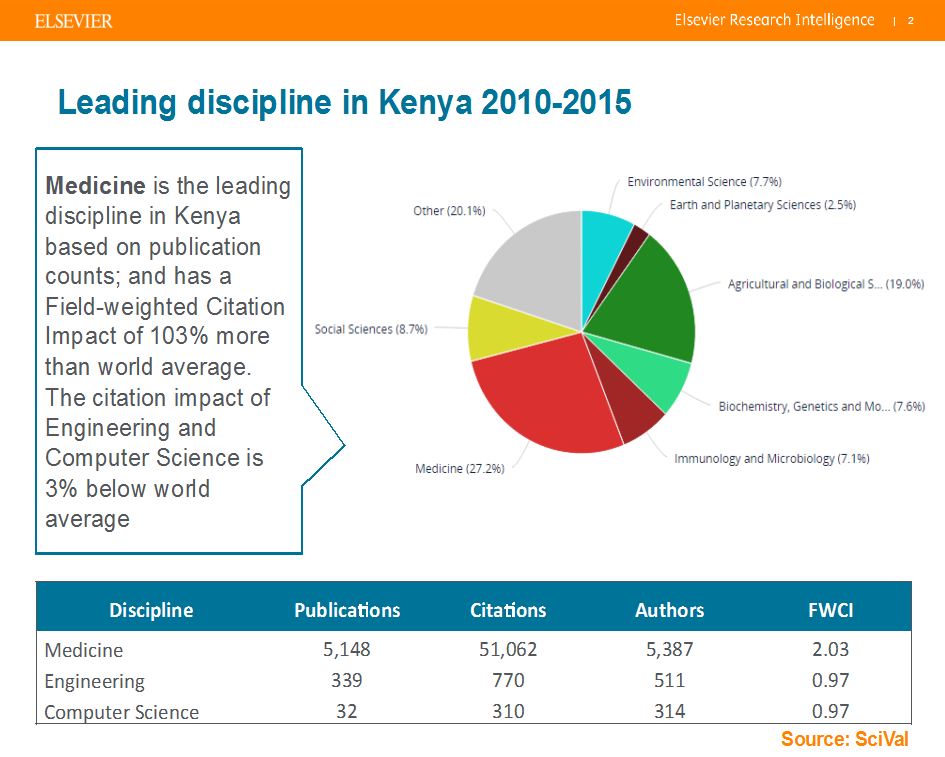 ELSEVIER
Elsevier Research Intelligence | 2
Leading discipline in Kenya 2010-2015
Medicine is the leading
discipline in Kenya
based on publication
counts; and has a
Field-weighted Citation
Impact of 103% more
than world average.
The citation impact of
Engineering and
Computer Science is
3% below world
average
Environmental Science (7.7%)
Earth and Planetary Sciences (2.5%)
Other (20.1%)
Agricultural and Biological S... (19.0%)
Social Sciences (8.7%)
Biochemistry, Genetics and Mo... (7.6%)
Immunology and Microbiology (7.1%)
Medicine (27.2%)
Discipline Publications Citations Authors FWCI
Medicine 5,148 51,062 5,387 2.03
Engineering 339 770 511 0.97
Computer Science 32 310 314 0.97
Source: SciVal